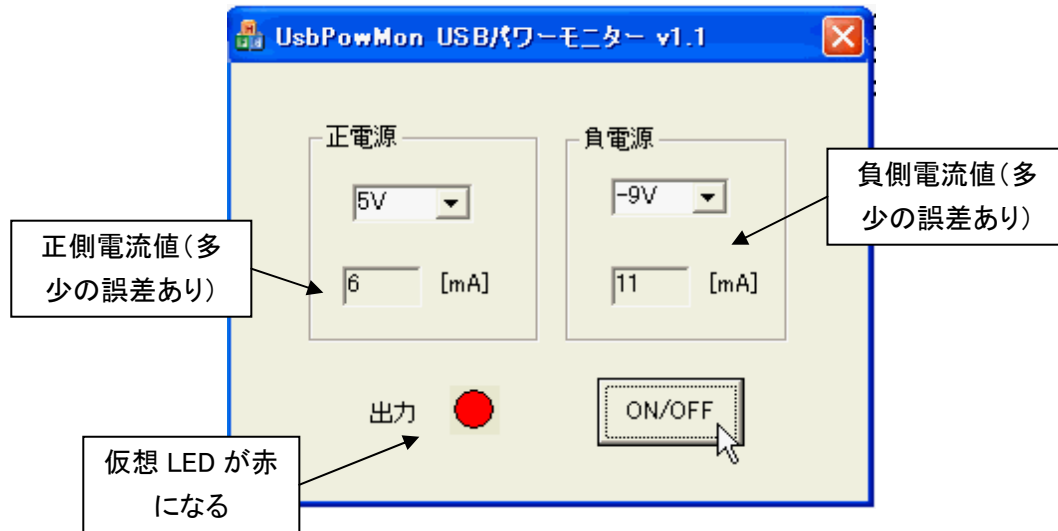 UsbPowMon USBパワーモニター v1.1
正電源
負電源
5V
-9V
負側電流値(多
少の誤差あり)
正側電流値(多
少の誤差あり)
6 [mA]
11 [mA]
出力
ON/OFF
仮想 LED が赤
になる